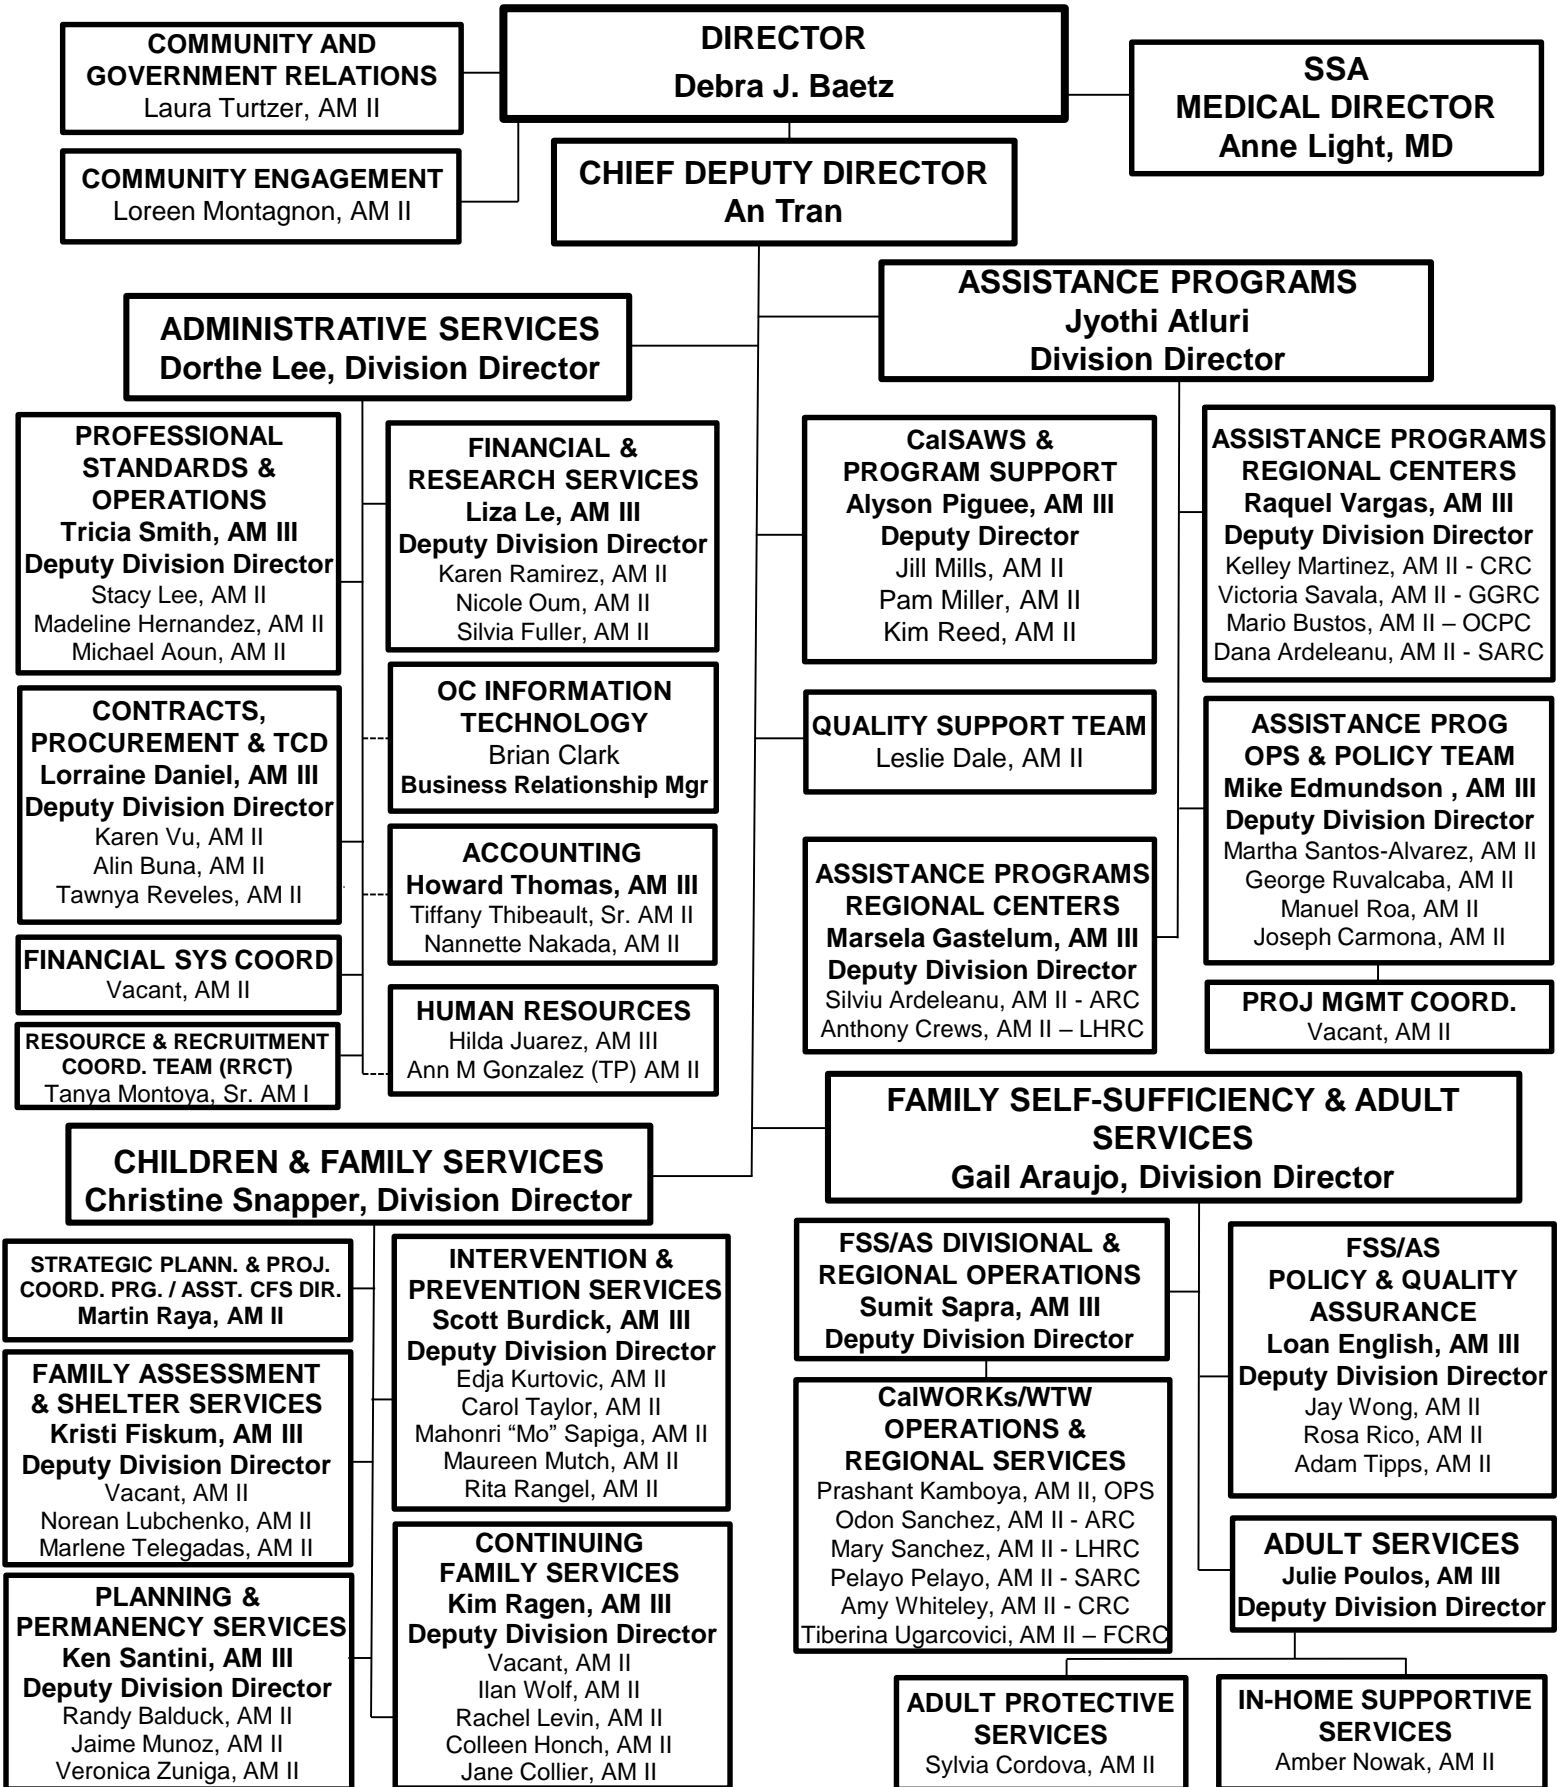 COMMUNITY AND
GOVERNMENT RELATIONS
Laura Turtzer, AM II
DIRECTOR
Debra J. Baetz
SSA
MEDICAL DIRECTOR
Anne Light, MD
COMMUNITY ENGAGEMENT
Loreen Montagnon, AM II
CHIEF DEPUTY DIRECTOR
An Tran
ADMINISTRATIVE SERVICES
Dorthe Lee, Division Director
ASSISTANCE PROGRAMS
Jyothi Atluri
Division Director
PROFESSIONAL
STANDARDS &
OPERATIONS
Tricia Smith, AM III
Deputy Division Director
Stacy Lee, AM II
Madeline Hernandez, AM II
Michael Aoun, AM II
FINANCIAL &
RESEARCH SERVICES
Liza Le, AM III
Deputy Division Director
Karen Ramirez, AM II
Nicole Oum, AM II
Silvia Fuller, AM II
CalSAWS &
PROGRAM SUPPORT
Alyson Piguee, AM III
Deputy Director
Jill Mills, AM II
Pam Miller, AM II
Kim Reed, AM II
ASSISTANCE PROGRAMS
REGIONAL CENTERS
Raquel Vargas, AM III
Deputy Division Director
Kelley Martinez, AM II - CRC
Victoria Savala, AM II - GGRC
Mario Bustos, AM II – OCPC
Dana Ardeleanu, AM II - SARC
CONTRACTS,
PROCUREMENT & TCD
Lorraine Daniel, AM III
Deputy Division Director
Karen Vu, AM II
Alin Buna, AM II
Tawnya Reveles, AM II
OC INFORMATION
TECHNOLOGY
Brian Clark
Business Relationship Mgr
QUALITY SUPPORT TEAM
Leslie Dale, AM II
ASSISTANCE PROG
OPS & POLICY TEAM
Mike Edmundson , AM III
Deputy Division Director
Martha Santos-Alvarez, AM II
George Ruvalcaba, AM II
Manuel Roa, AM II
Joseph Carmona, AM II
ACCOUNTING
Howard Thomas, AM III
Tiffany Thibeault, Sr. AM II
Nannette Nakada, AM II
ASSISTANCE PROGRAMS
REGIONAL CENTERS
Marsela Gastelum, AM III
Deputy Division Director
Silviu Ardeleanu, AM II - ARC
Anthony Crews, AM II – LHRC
FINANCIAL SYS COORD
Vacant, AM II
HUMAN RESOURCES
Hilda Juarez, AM III
Ann M Gonzalez (TP) AM II
PROJ MGMT COORD.
Vacant, AM II
RESOURCE & RECRUITMENT
COORD. TEAM (RRCT)
Tanya Montoya, Sr. AM I
CHILDREN & FAMILY SERVICES
Christine Snapper, Division Director
FAMILY SELF-SUFFICIENCY & ADULT
SERVICES
Gail Araujo, Division Director
STRATEGIC PLANN. & PROJ.
COORD. PRG. / ASST. CFS DIR.
Martin Raya, AM II
INTERVENTION &
PREVENTION SERVICES
Scott Burdick, AM III
Deputy Division Director
Edja Kurtovic, AM II
Carol Taylor, AM II
Mahonri “Mo” Sapiga, AM II
Maureen Mutch, AM II
Rita Rangel, AM II
FSS/AS DIVISIONAL &
REGIONAL OPERATIONS
Sumit Sapra, AM III
Deputy Division Director
FSS/AS
POLICY & QUALITY
ASSURANCE
Loan English, AM III
Deputy Division Director
Jay Wong, AM II
Rosa Rico, AM II
Adam Tipps, AM II
FAMILY ASSESSMENT
& SHELTER SERVICES
Kristi Fiskum, AM III
Deputy Division Director
Vacant, AM II
Norean Lubchenko, AM II
Marlene Telegadas, AM II
CalWORKs/WTW
OPERATIONS &
REGIONAL SERVICES
Prashant Kamboya, AM II, OPS
Odon Sanchez, AM II - ARC
Mary Sanchez, AM II - LHRC
Pelayo Pelayo, AM II - SARC
Amy Whiteley, AM II - CRC
Tiberina Ugarcovici, AM II – FCRC
CONTINUING
FAMILY SERVICES
Kim Ragen, AM III
Deputy Division Director
Vacant, AM II
Ilan Wolf, AM II
Rachel Levin, AM II
Colleen Honch, AM II
Jane Collier, AM II
ADULT SERVICES
Julie Poulos, AM III
Deputy Division Director
PLANNING &
PERMANENCY SERVICES
Ken Santini, AM III
Deputy Division Director
Randy Balduck, AM II
Jaime Munoz, AM II
Veronica Zuniga, AM II
ADULT PROTECTIVE
SERVICES
Sylvia Cordova, AM II
IN-HOME SUPPORTIVE
SERVICES
Amber Nowak, AM II